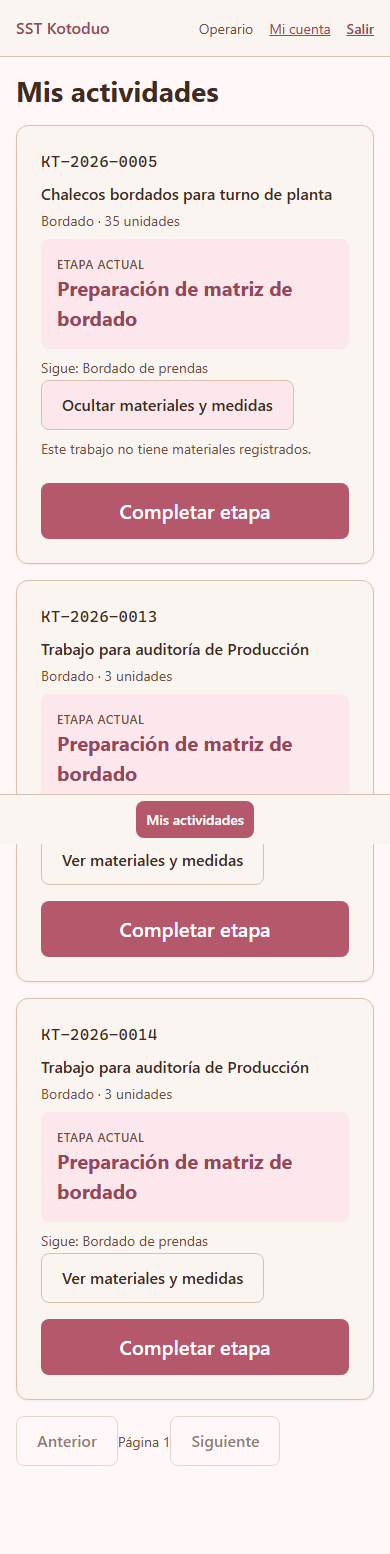 SST Kotoduo
Operario
Mi cuenta
Salir
Mis actividades
KT-2026-0005
Chalecos bordados para turno de planta
Bordado · 35 unidades
ETAPA ACTUAL
Preparación de matriz de
bordado
Sigue: Bordado de prendas
Ocultar materiales y medidas
Este trabajo no tiene materiales registrados.
Completar etapa
KT-2026-0013
Trabajo para auditoría de Producción
Bordado · 3 unidades
ETAPA ACTUAL
Preparación de matriz de
bordado
Mis actividades
Ver materiales y medidas
Completar etapa
KT-2026-0014
Trabajo para auditoría de Producción
Bordado · 3 unidades
ETAPA ACTUAL
Preparación de matriz de
bordado
Sigue: Bordado de prendas
Ver materiales y medidas
Completar etapa
Anterior
Página 1
Siguiente